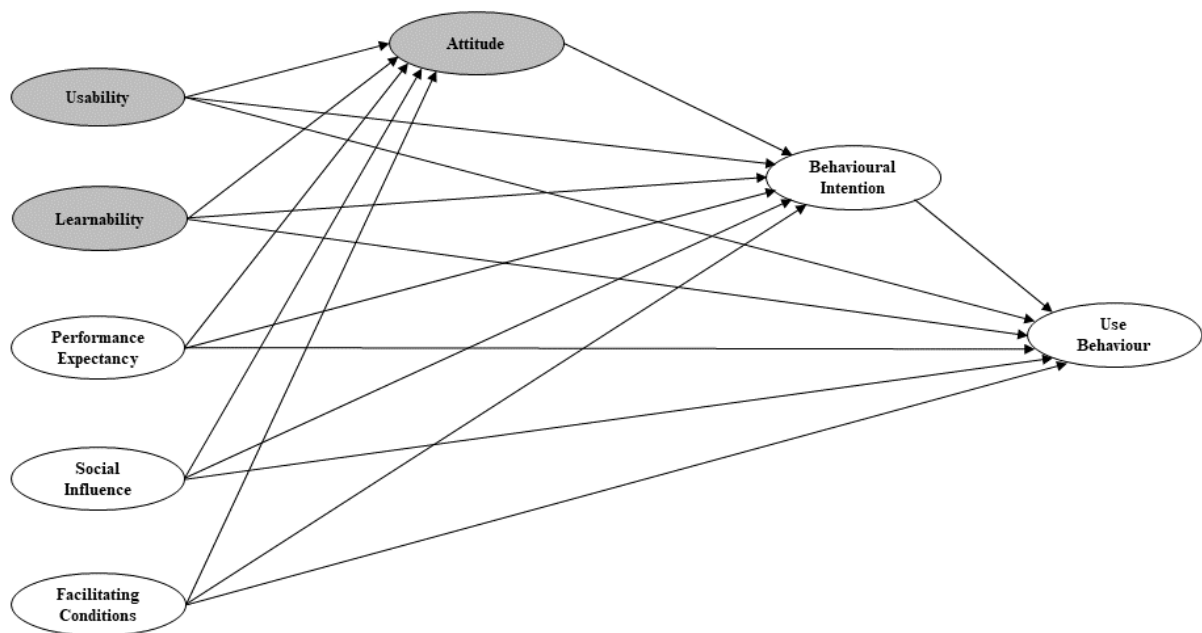 Attitude
Usability
Behavioural
Intention
Learnability
Performance
Expectancy
Use
Behaviour
Social
Influence
Facilitating
Conditions